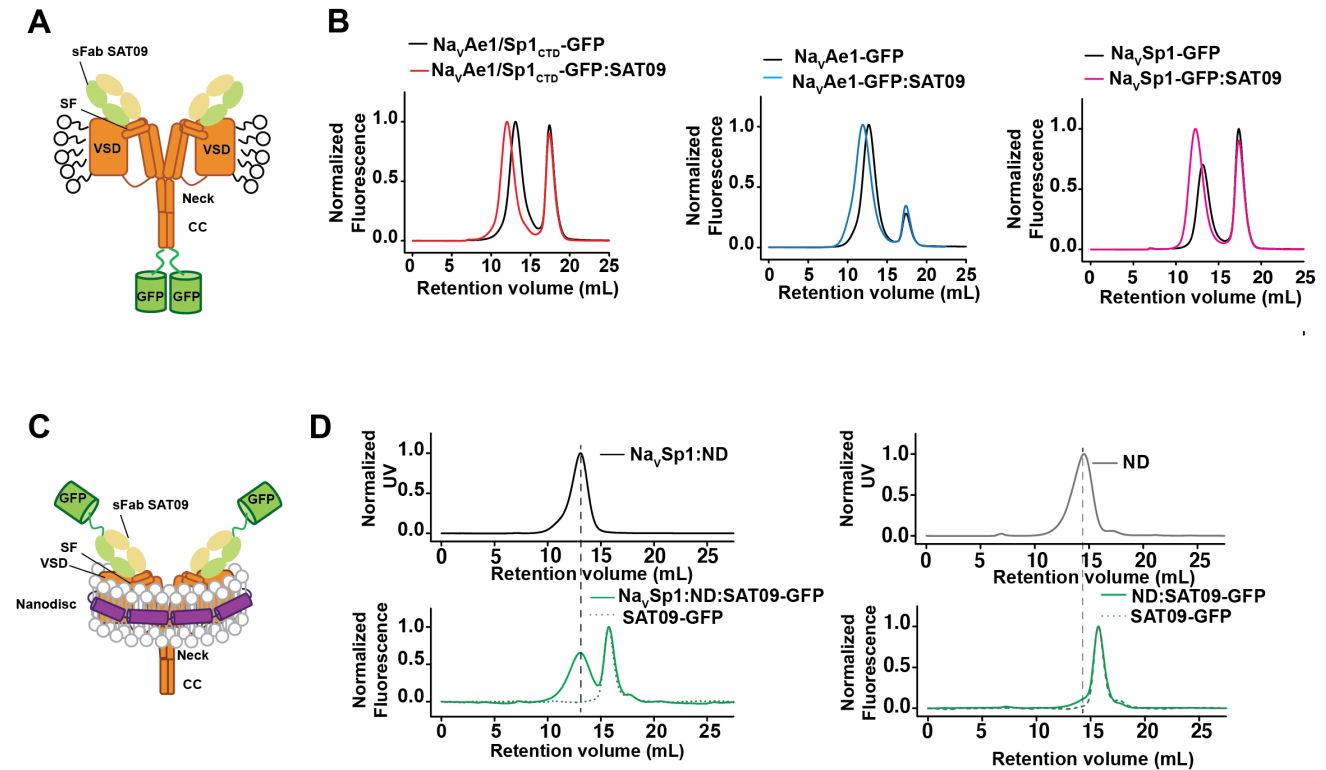 A
sFab SAT09
SF
VSD
VSD
Neck
CC
GFP
GFP
B
NaVAe1/Sp1CTD-GFP
NaVAe1/Sp1CTD-GFP:SAT09
Normalized
Fluorescence
1.0
0.5
0.0
0
5
10
15
20
25
Retention volume (mL)
NaVAe1-GFP
NaVAe1-GFP:SAT09
Normalized
Fluorescence
1.0
0.5
0.0
0
5
10
15
20
25
Retention volume (mL)
NaVSp1-GFP
NaVSp1-GFP:SAT09
Normalized
Fluorescence
1.0
0.5
0.0
0
5
10
15
20
25
Retention volume (mL)
C
GFP
GFP
sFab SAT09
SF
VSD
Nanodisc
Neck
CC
D
Normalized
UV
1.0
0.5
0.0
NaVSp1:ND
0
5
10
15
20
25
Retention volume (mL)
NaVSp1:ND:SAT09-GFP
SAT09-GFP
Normalized
Fluorescence
1.0
0.5
0.0
0
5
10
15
20
25
Retention volume (mL)
Normalized
UV
1.0
0.5
0.0
ND
0
5
10
15
20
25
Retention volume (mL)
ND:SAT09-GFP
SAT09-GFP
Normalized
Fluorescence
1.0
0.5
0.0
0
5
10
15
20
25
Retention volume (mL)